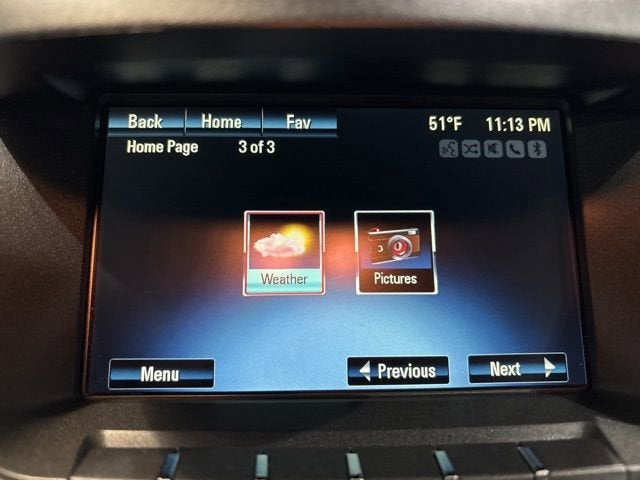 Back Home Fav 51°F 11:13 PM
Home Page 3 of 3
Weather Pictures
Menu Previous Next